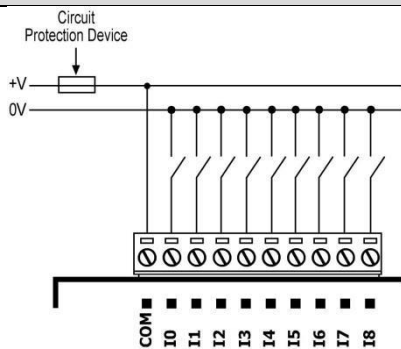 Circuit
Protection Device
+V
0V
COM
I0
I1
I2
I3
I4
I5
I6
I7
I8